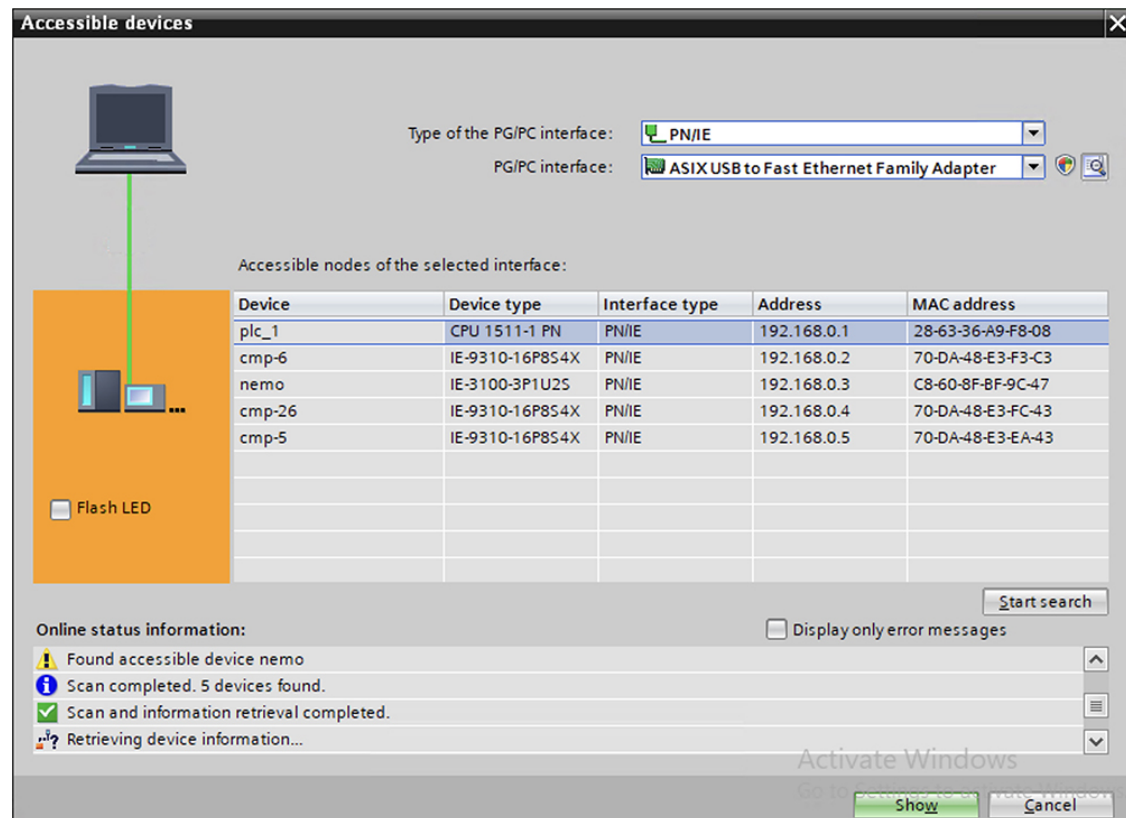 Accessible devices
Type of the PG/PC interface: PN/IE
PG/PC interface: ASIX USB to Fast Ethernet Family Adapter
Accessible nodes of the selected interface:
Device Device type Interface type Address MAC address
plc_1 CPU 1511-1 PN PN/IE 192.168.0.1 28-63-36-A9-F8-08
cmp-6 IE-9310-16P8S4X PN/IE 192.168.0.2 70-DA-48-E3-F3-C3
nemo IE-3100-3P1U2S PN/IE 192.168.0.3 C8-60-8F-BF-9C-47
cmp-26 IE-9310-16P8S4X PN/IE 192.168.0.4 70-DA-48-E3-FC-43
cmp-5 IE-9310-16P8S4X PN/IE 192.168.0.5 70-DA-48-E3-EA-43
Flash LED
Start search
Online status information: Display only error messages
Found accessible device nemo
Scan completed. 5 devices found.
Scan and information retrieval completed.
Retrieving device information...
Activate Windows
Go to Settings to activate Windows
Show Cancel